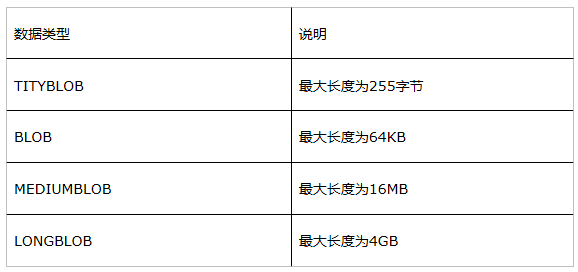 数据类型 说明
TITYBLOB 最大长度为255字节
BLOB 最大长度为64KB
MEDIUMBLOB 最大长度为16MB
LONGBLOB 最大长度为4GB